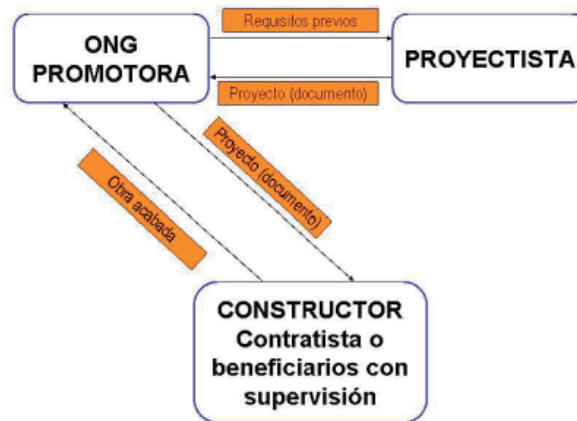 Requisitos previos
ONG
PROMOTORA
PROYECTISTA
Proyecto (documento)
Proyecto (documento)
Obra acabada
CONSTRUCTOR
Contratista o
beneficiarios con
supervisión